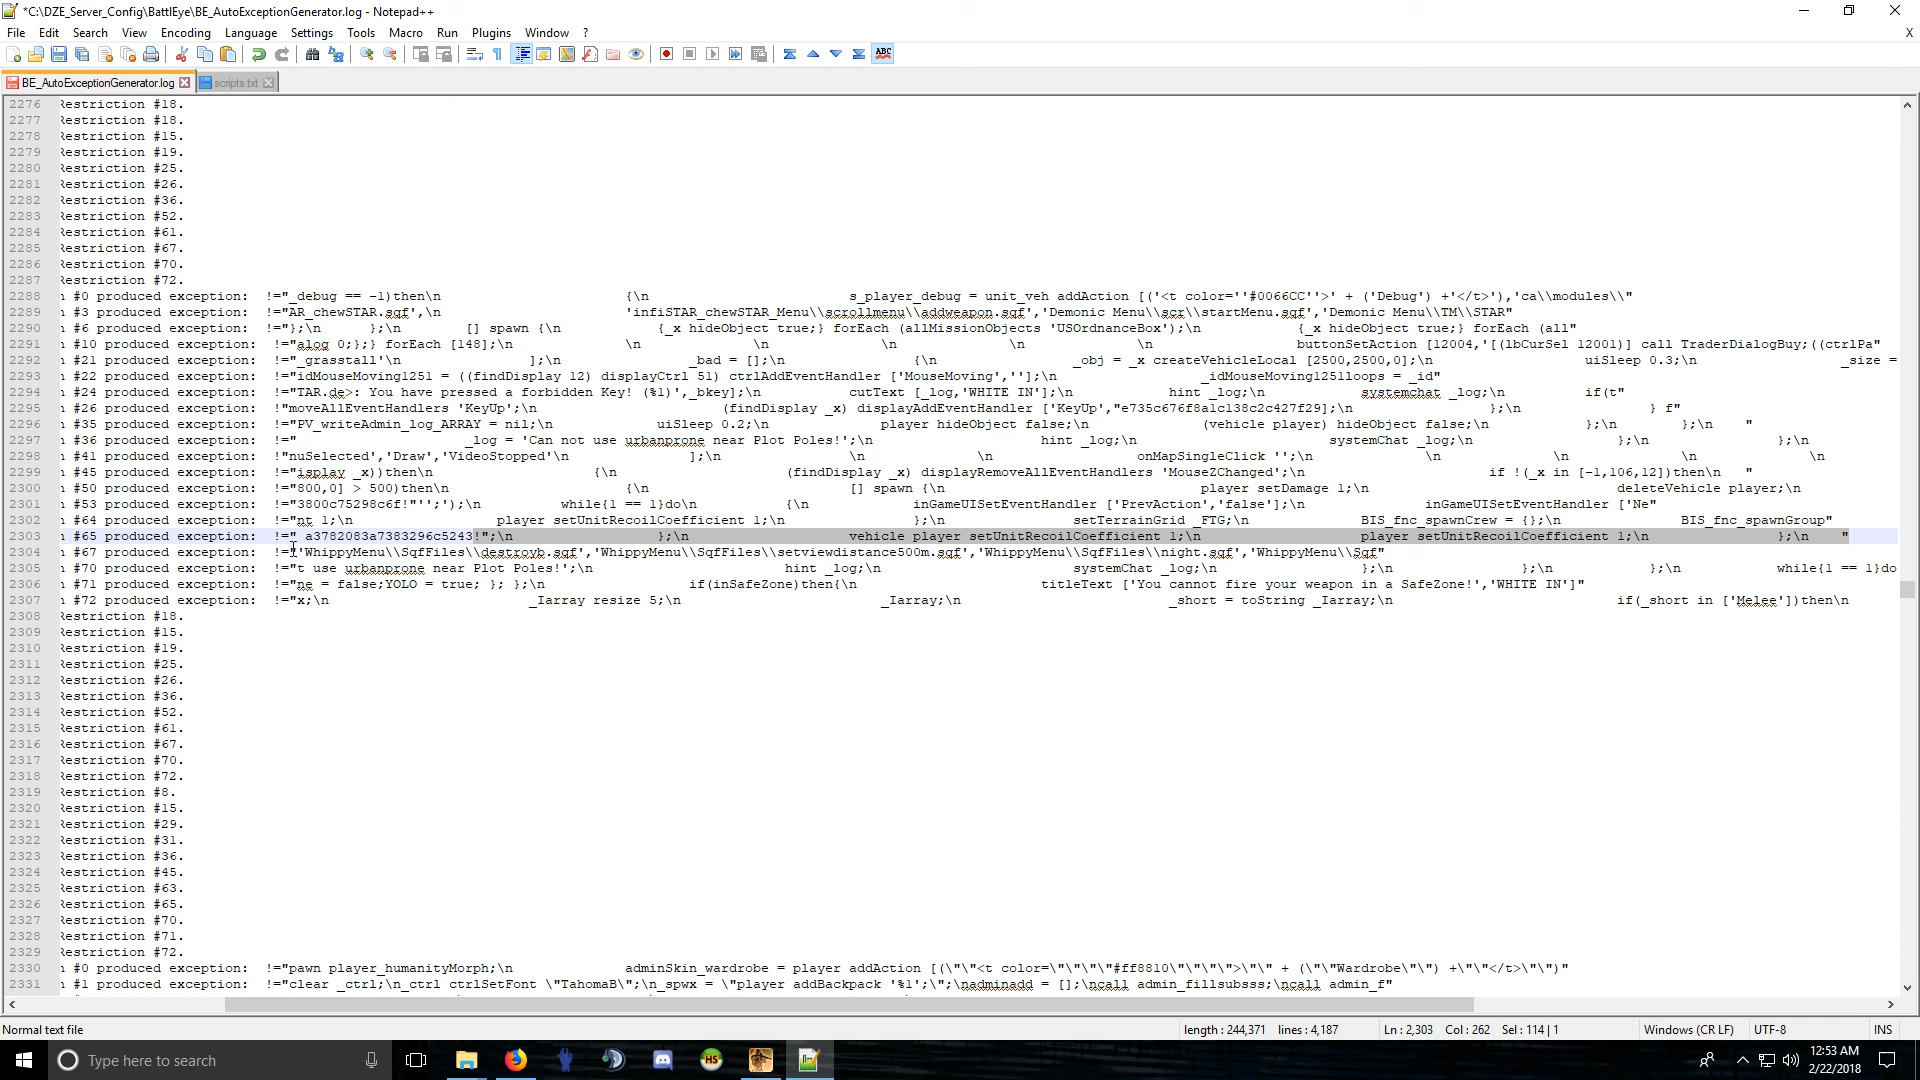 *C:\DZE_Server_Config\BattlEye\BE_AutoExceptionGenerator.log - Notepad++
File Edit Search View Encoding Language Settings Tools Macro Run Plugins Window ? X
BE_AutoExceptionGenerator.log scripts.txt
2276 Restriction #18.
2277 Restriction #18.
2278 Restriction #15.
2279 Restriction #19.
2280 Restriction #25.
2281 Restriction #26.
2282 Restriction #36.
2283 Restriction #52.
2284 Restriction #61.
2285 Restriction #67.
2286 Restriction #70.
2287 Restriction #72.
2288 n #0 produced exception: !="_debug == -1)then\n {\n s_player_debug = unit_veh addAction [('<t color=''#0066CC''>' + ('Debug') +'</t>'),'ca\\modules\\"
2289 n #3 produced exception: !="AR_chewSTAR.sqf',\n 'infiSTAR_chewSTAR_Menu\\scrollmenu\\addweapon.sqf','Demonic Menu\\scr\\startMenu.sqf','Demonic Menu\\TM\\STAR"
2290 n #6 produced exception: !="};\n };\n [] spawn {\n {_x hideObject true;} forEach (allMissionObjects 'USOrdnanceBox');\n {_x hideObject true;} forEach (all"
2291 n #10 produced exception: !="alog 0;};} forEach [148];\n \n \n \n \n \n buttonSetAction [12004,'[(lbCurSel 12001)] call TraderDialogBuy;((ctrlPa"
2292 n #21 produced exception: !="_grasstall'\n ];\n _bad = [];\n {\n _obj = _x createVehicleLocal [2500,2500,0];\n uiSleep 0.3;\n _size =
2293 n #22 produced exception: !="idMouseMoving1251 = ((findDisplay 12) displayCtrl 51) ctrlAddEventHandler ['MouseMoving',''];\n _idMouseMoving1251loops = _id"
2294 n #24 produced exception: !="TAR.de>: You have pressed a forbidden Key! (%1)',_bkey];\n cutText [_log,'WHITE IN'];\n hint _log;\n systemchat _log;\n if(t"
2295 n #26 produced exception: !="moveAllEventHandlers 'KeyUp';\n (findDisplay _x) displayAddEventHandler ['KeyUp',"e735c676f8a1c138c2c427f29];\n };\n } f"
2296 n #35 produced exception: !="PV_writeAdmin_log_ARRAY = nil;\n uiSleep 0.2;\n player hideObject false;\n (vehicle player) hideObject false;\n };\n };\n "
2297 n #36 produced exception: !=" _log = 'Can not use urbanprone near Plot Poles!';\n hint _log;\n systemChat _log;\n };\n };\n };\n
2298 n #41 produced exception: !="nuSelected','Draw','VideoStopped'\n ];\n \n \n onMapSingleClick '';\n \n \n \n
2299 n #45 produced exception: !="isplay _x))then\n {\n (findDisplay _x) displayRemoveAllEventHandlers 'MouseZChanged';\n if !(_x in [-1,106,12])then\n "
2300 n #50 produced exception: !="800,0] > 500)then\n {\n [] spawn {\n player setDamage 1;\n deleteVehicle player;\n
2301 n #53 produced exception: !="3800c75298c6f!"'';');\n while{1 == 1}do\n {\n inGameUISetEventHandler ['PrevAction','false'];\n inGameUISetEventHandler ['Ne"
2302 n #64 produced exception: !="nt 1;\n player setUnitRecoilCoefficient 1;\n };\n setTerrainGrid _FTG;\n BIS_fnc_spawnCrew = {};\n BIS_fnc_spawnGroup"
2303 n #65 produced exception: !=" a3782083a7383296c5243!";\n };\n vehicle player setUnitRecoilCoefficient 1;\n player setUnitRecoilCoefficient 1;\n };\n "
2304 n #67 produced exception: !="'WhippyMenu\\SqfFiles\\destroyb.sqf','WhippyMenu\\SqfFiles\\setviewdistance500m.sqf','WhippyMenu\\SqfFiles\\night.sqf','WhippyMenu\\Sqf"
2305 n #70 produced exception: !="t use urbanprone near Plot Poles!';\n hint _log;\n systemChat _log;\n };\n };\n };\n while{1 == 1}do
2306 n #71 produced exception: !="ne = false;YOLO = true; }; };\n if(inSafeZone)then{\n titleText ['You cannot fire your weapon in a SafeZone!','WHITE IN']"
2307 n #72 produced exception: !="x;\n _Iarray resize 5;\n _Iarray;\n _short = toString _Iarray;\n if(_short in ['Melee'])then\n
2308 Restriction #18.
2309 Restriction #15.
2310 Restriction #19.
2311 Restriction #25.
2312 Restriction #26.
2313 Restriction #36.
2314 Restriction #52.
2315 Restriction #61.
2316 Restriction #67.
2317 Restriction #70.
2318 Restriction #72.
2319 Restriction #8.
2320 Restriction #15.
2321 Restriction #29.
2322 Restriction #31.
2323 Restriction #36.
2324 Restriction #45.
2325 Restriction #63.
2326 Restriction #65.
2327 Restriction #70.
2328 Restriction #71.
2329 Restriction #72.
2330 n #0 produced exception: !="pawn player_humanityMorph;\n adminSkin_wardrobe = player addAction [(\"\"<t color=\"\"\"\"#ff8810\"\"\"\">\"\" + (\"\"Wardrobe\"\") +\"\"</t>\"\")"
2331 n #1 produced exception: !="clear _ctrl;\n_ctrl ctrlSetFont \"TahomaB\";\n_spwx = \"player addBackpack '%1';\";\nadminadd = [];\ncall admin_fillsubsss;\ncall admin_f"
Normal text file length : 244,371 lines : 4,187 Ln : 2,303 Col : 262 Sel : 114 | 1 Windows (CR LF) UTF-8 INS
Type here to search 12:53 AM
2/22/2018